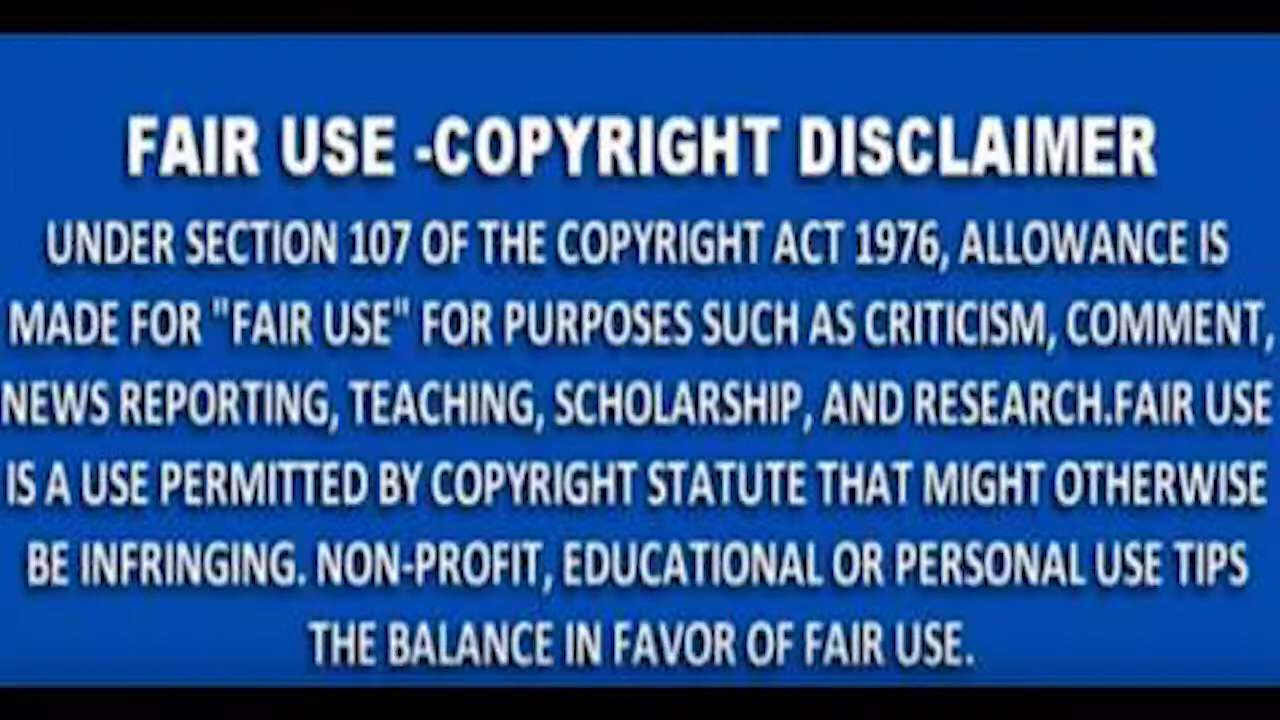 FAIR USE -COPYRIGHT DISCLAIMER
UNDER SECTION 107 OF THE COPYRIGHT ACT 1976, ALLOWANCE IS
MADE FOR "FAIR USE" FOR PURPOSES SUCH AS CRITICISM, COMMENT,
NEWS REPORTING, TEACHING, SCHOLARSHIP, AND RESEARCH.FAIR USE
IS A USE PERMITTED BY COPYRIGHT STATUTE THAT MIGHT OTHERWISE
BE INFRINGING. NON-PROFIT, EDUCATIONAL OR PERSONAL USE TIPS
THE BALANCE IN FAVOR OF FAIR USE.